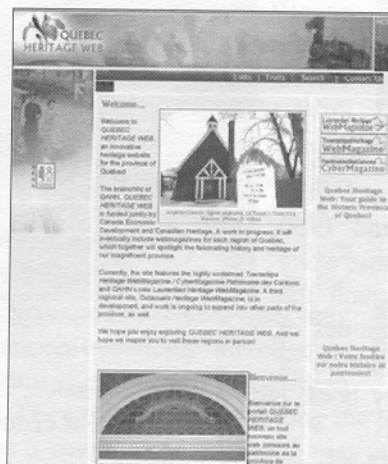 QUEBEC
HERITAGE WEB
Links | Trails | Search | Contact Us
Welcome...
Welcome to
QUEBEC
HERITAGE WEB,
an innovative
heritage website
for the province of
Quebec!
The brainchild of
QAHN, QUEBEC
HERITAGE WEB
is funded jointly by
Canada Economic
Development and Canadian Heritage. A work in progress, it will
eventually include webmagazines for each region of Quebec,
which together will spotlight the fascinating history and heritage of
our magnificent province.
Currently, the site features the highly acclaimed Townships
Heritage WebMagazine / CyberMagazine Patrimoine des Cantons
and QAHN's new Laurentian Heritage WebMagazine. A third
regional site, Outaouais Heritage WebMagazine, is in
development, and work is ongoing to expand into other parts of the
province, as well.
We hope you enjoy exploring QUEBEC HERITAGE WEB. And we
hope we inspire you to visit these regions in person!
Laurentian Heritage
WebMagazine
Townships Heritage
WebMagazine
CyberMagazine
Quebec Heritage
Web: Your guide to
the historic Province
of Quebec!
Quebec Heritage
Web : Votre fenêtre
sur notre histoire et
patrimoine!
Bienvenue...
Bienvenue sur le
portail QUEBEC
HERITAGE
WEB, un tout
nouveau site
web consacré au
patrimoine de la
province de